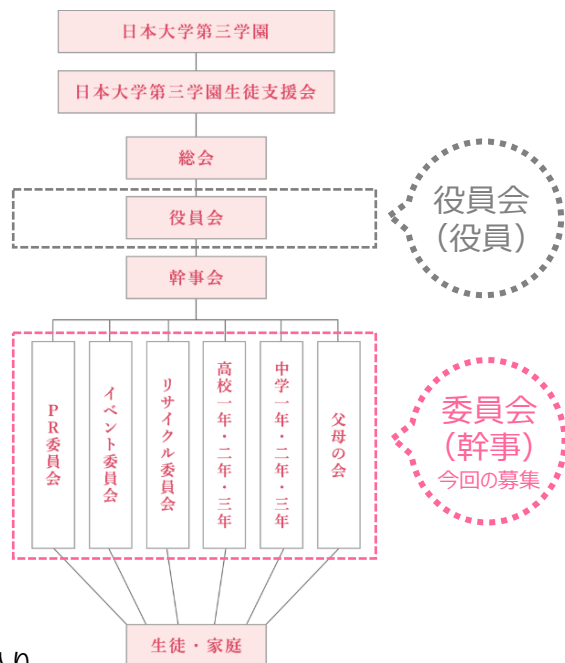 日本大学第三学園
日本大学第三学園生徒支援会
総会
役員会
役員会
（役員）
幹事会
PR委員会
イベント委員会
リサイクル委員会
高校一年・二年・三年
中学一年・二年・三年
父母の会
委員会
（幹事）
今回の募集
生徒・家庭